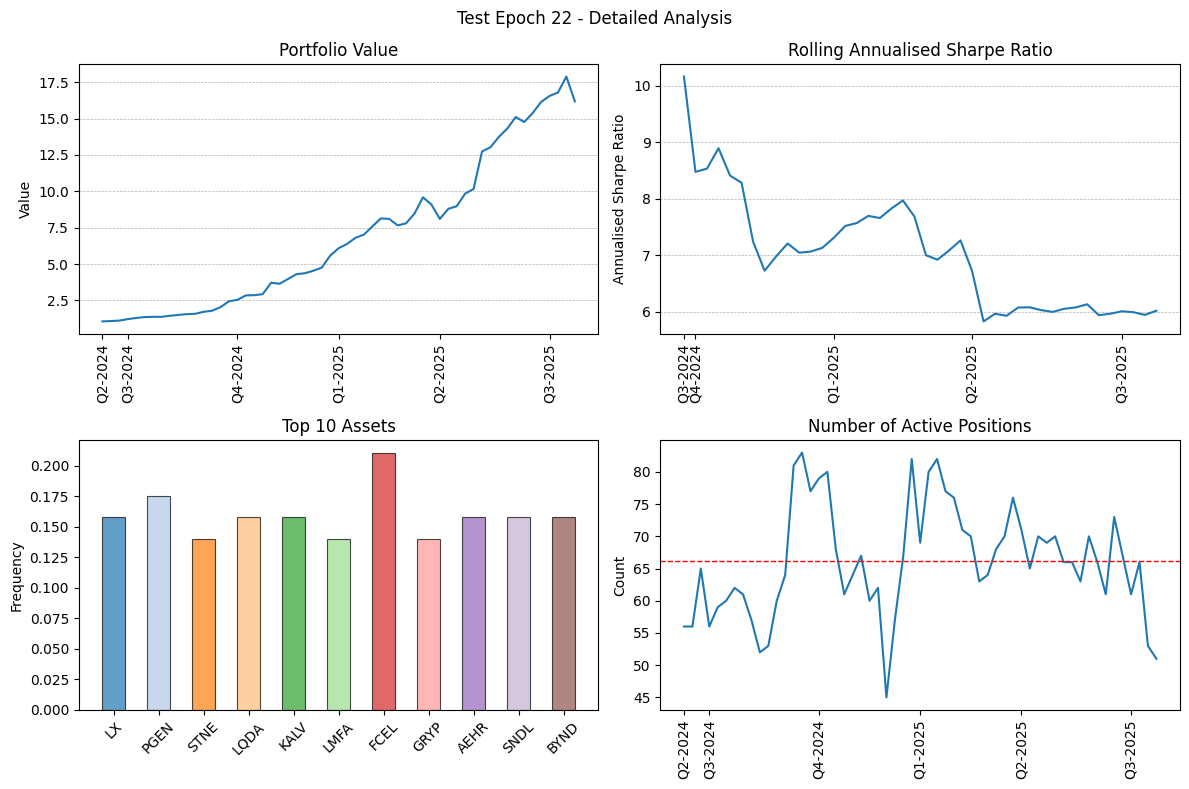 Test Epoch 22 - Detailed Analysis
Portfolio Value
Value
17.5
15.0
12.5
10.0
7.5
5.0
2.5
Q2-2024
Q3-2024
Q4-2024
Q1-2025
Q2-2025
Q3-2025
Rolling Annualised Sharpe Ratio
Annualised Sharpe Ratio
10
9
8
7
6
Q3-2024
Q4-2024
Q1-2025
Q2-2025
Q3-2025
Top 10 Assets
Frequency
0.200
0.175
0.150
0.125
0.100
0.075
0.050
0.025
0.000
LX
PGEN
STNE
LQDA
KALV
LMFA
FCEL
GRYP
AEHR
SNDL
BYND
Number of Active Positions
Count
80
75
70
65
60
55
50
45
Q2-2024
Q3-2024
Q4-2024
Q1-2025
Q2-2025
Q3-2025